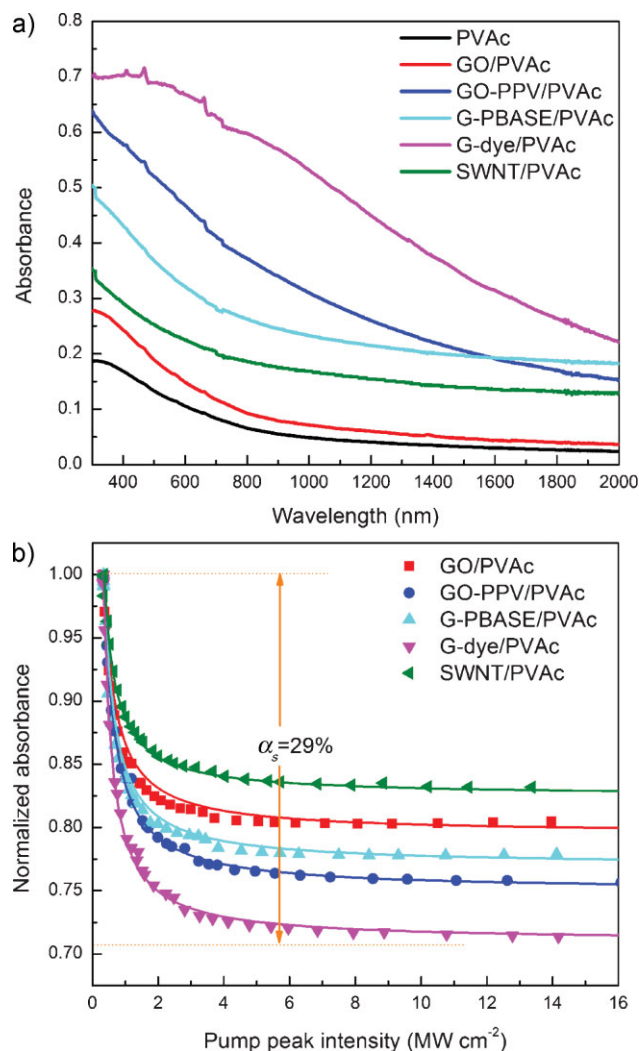 a)
PVAc
GO/PVAc
GO-PPV/PVAc
G-PBASE/PVAc
G-dye/PVAc
SWNT/PVAc
0.8
0.7
0.6
0.5
0.4
0.3
0.2
0.1
0.0
Absorbance
400 600 800 1000 1200 1400 1600 1800 2000
Wavelength (nm)
b)
GO/PVAc
GO-PPV/PVAc
G-PBASE/PVAc
G-dye/PVAc
SWNT/PVAc
1.00
0.95
0.90
0.85
0.80
0.75
0.70
Normalized absorbance
αs=29%
0 2 4 6 8 10 12 14 16
Pump peak intensity (MW cm⁻²)